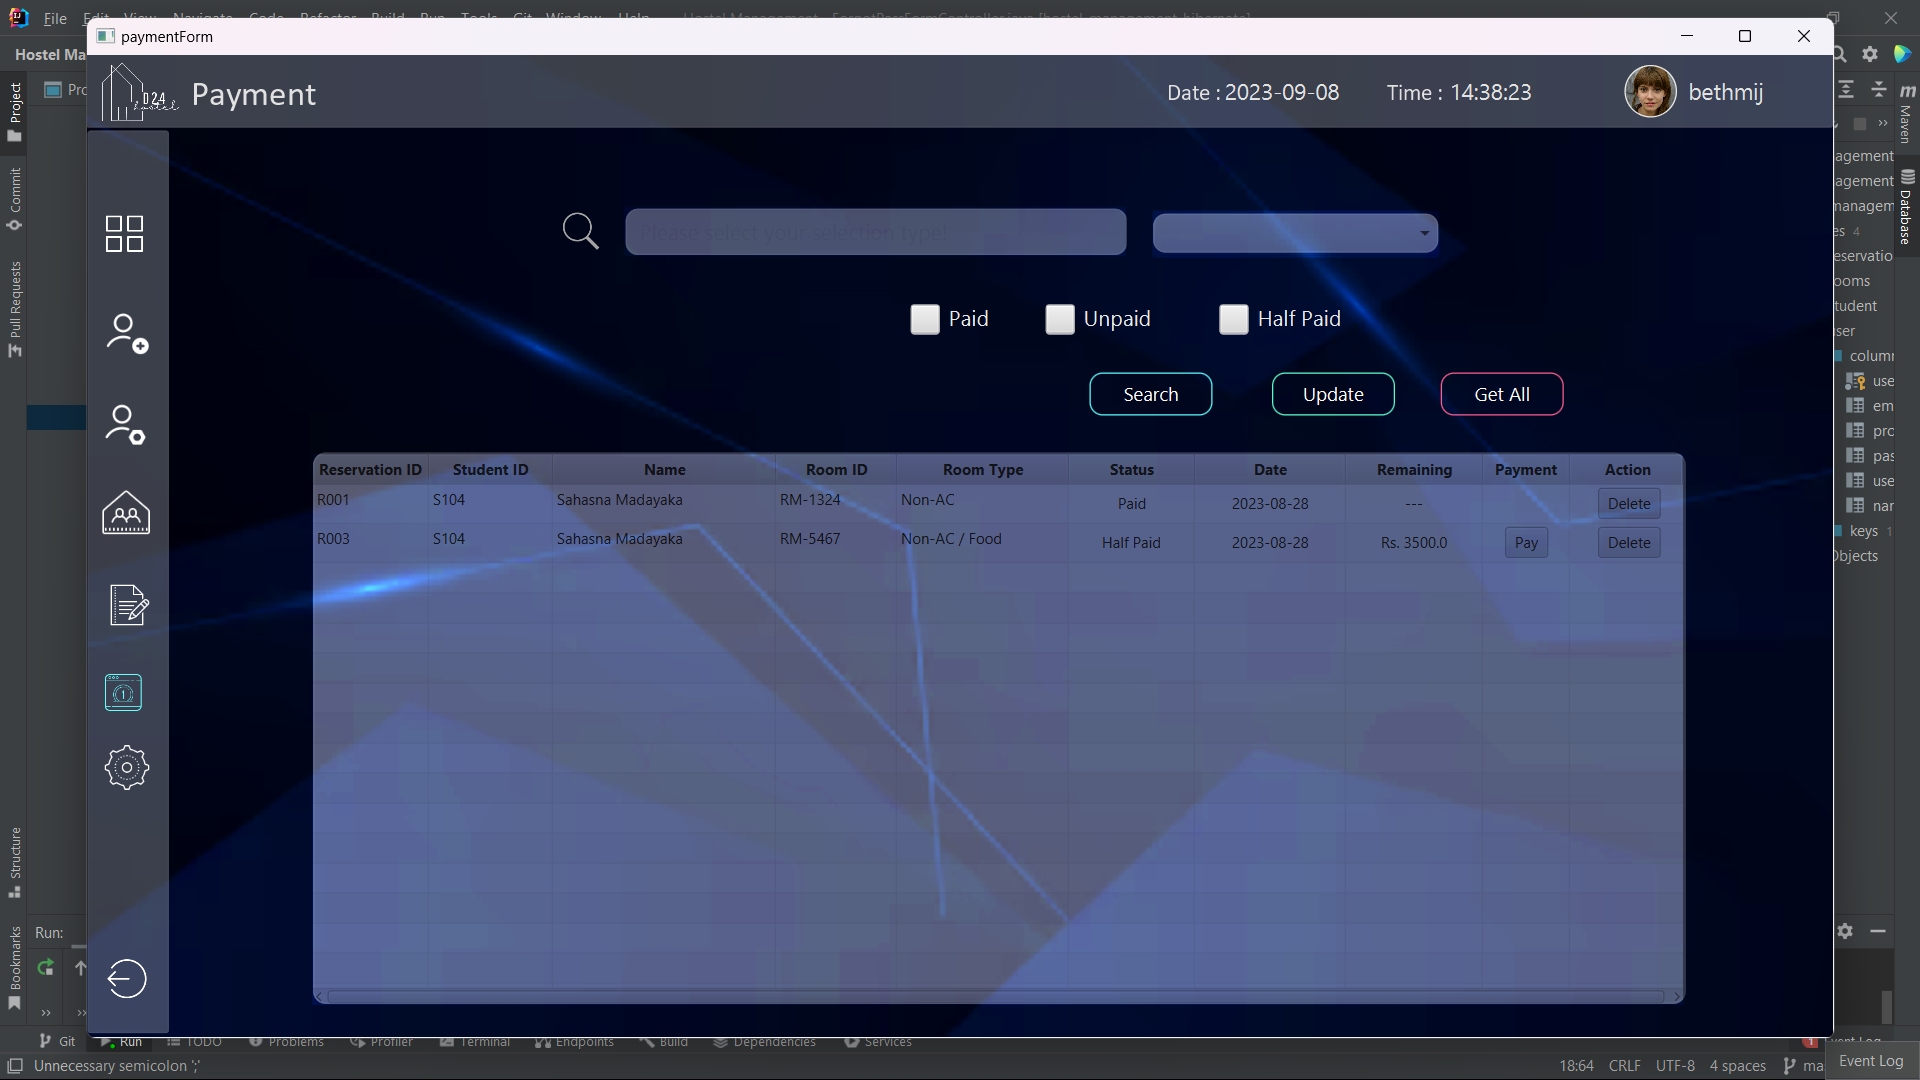 File Edit View Navigate Code Refactor Build Run Tools Git Window Help
paymentForm
Hostel Ma
D24
hostel
Payment
Date : 2023-09-08
Time : 14:38:23
bethmij
Project
Commit
Pull Requests
Structure
Bookmarks
Maven
Database
Please select your selection type!
Paid
Unpaid
Half Paid
Search
Update
Get All
Reservation ID Student ID Name Room ID Room Type Status Date Remaining Payment Action
R001 S104 Sahasna Madayaka RM-1324 Non-AC Paid 2023-08-28 --- Delete
R003 S104 Sahasna Madayaka RM-5467 Non-AC / Food Half Paid 2023-08-28 Rs. 3500.0 Pay Delete
agement
agement
managem
es 4
eservatio
ooms
tudent
ser
colum
use
em
pro
pas
use
nar
keys 1
Objects
Run:
Git Run TODO Problems Profiler Terminal Endpoints Build Dependencies Services
Unnecessary semicolon ';'
18:64 CRLF UTF-8 4 spaces ma
Event Log